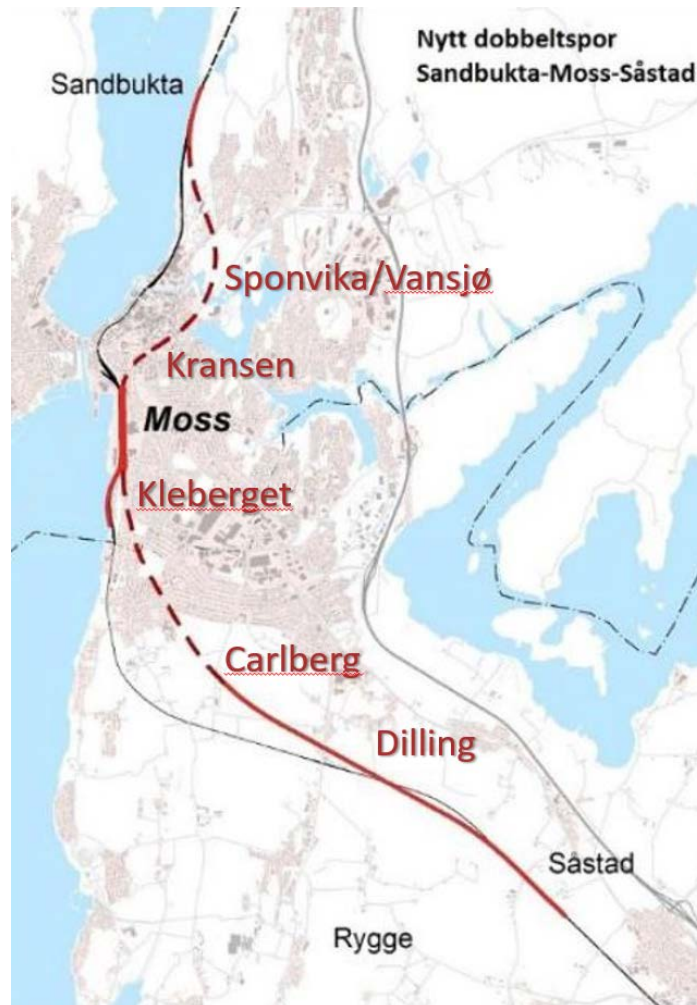 Nytt dobbeltspor
Sandbukta-Moss-Såstad
Sandbukta
Sponvika/Vansjø
Kransen
Moss
Kleberget
Carlberg
Dilling
Såstad
Rygge